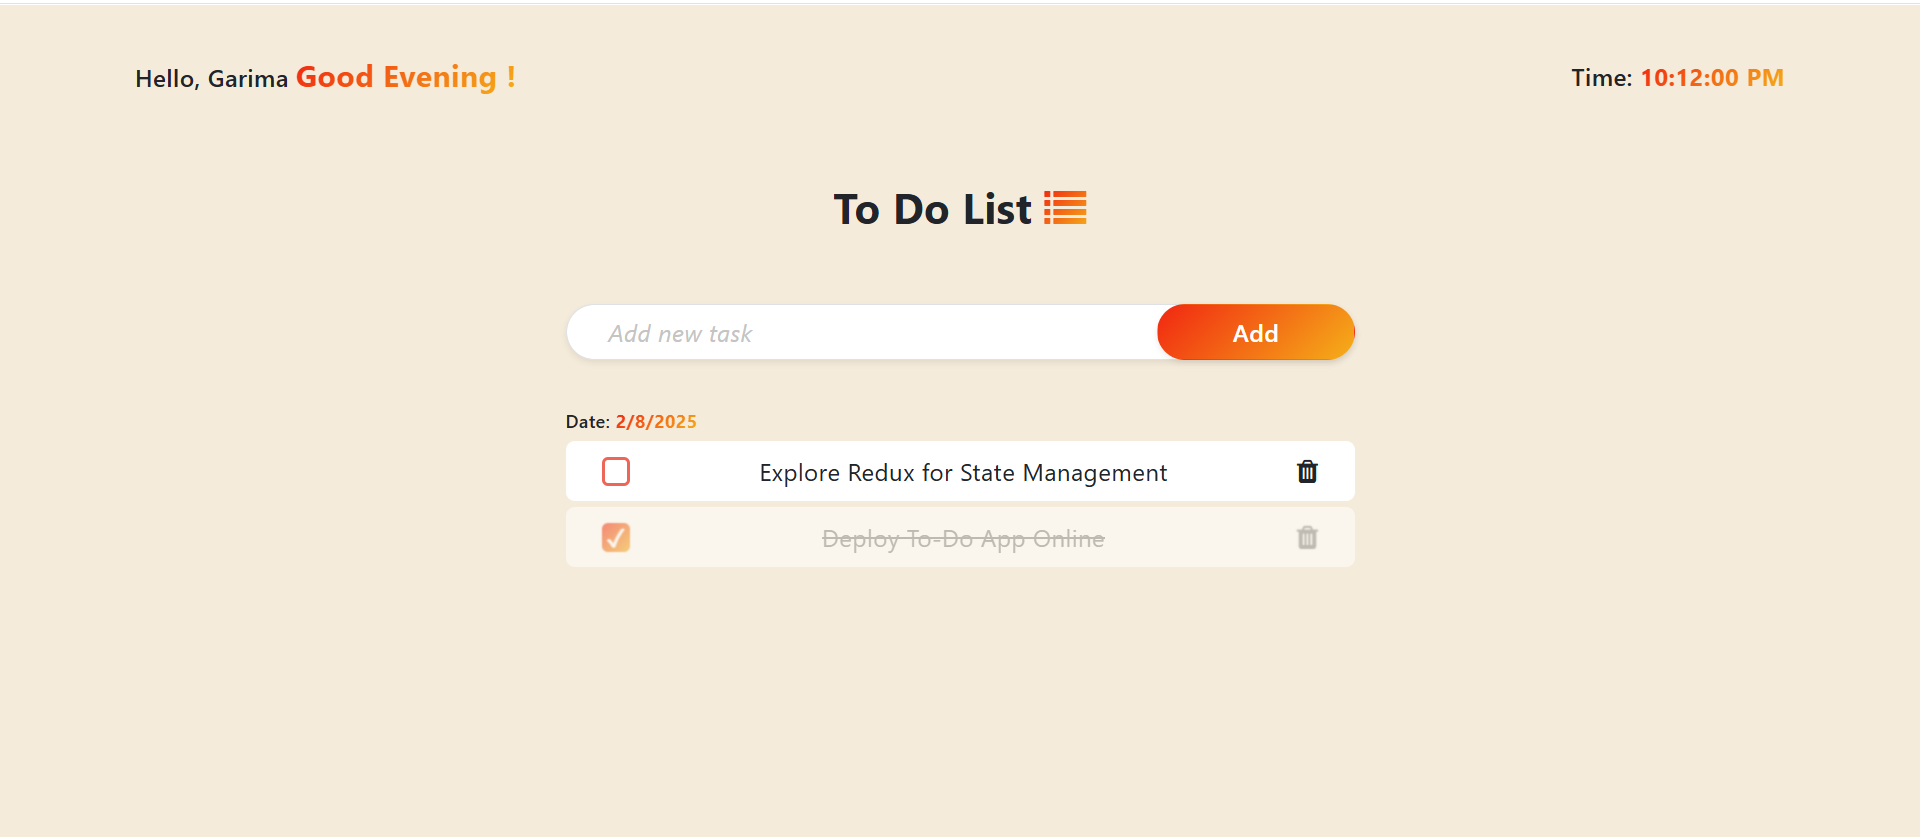 Hello, Garima Good Evening !
Time: 10:12:00 PM
To Do List
Add new task
Add
Date: 2/8/2025
Explore Redux for State Management
Deploy To-Do App Online